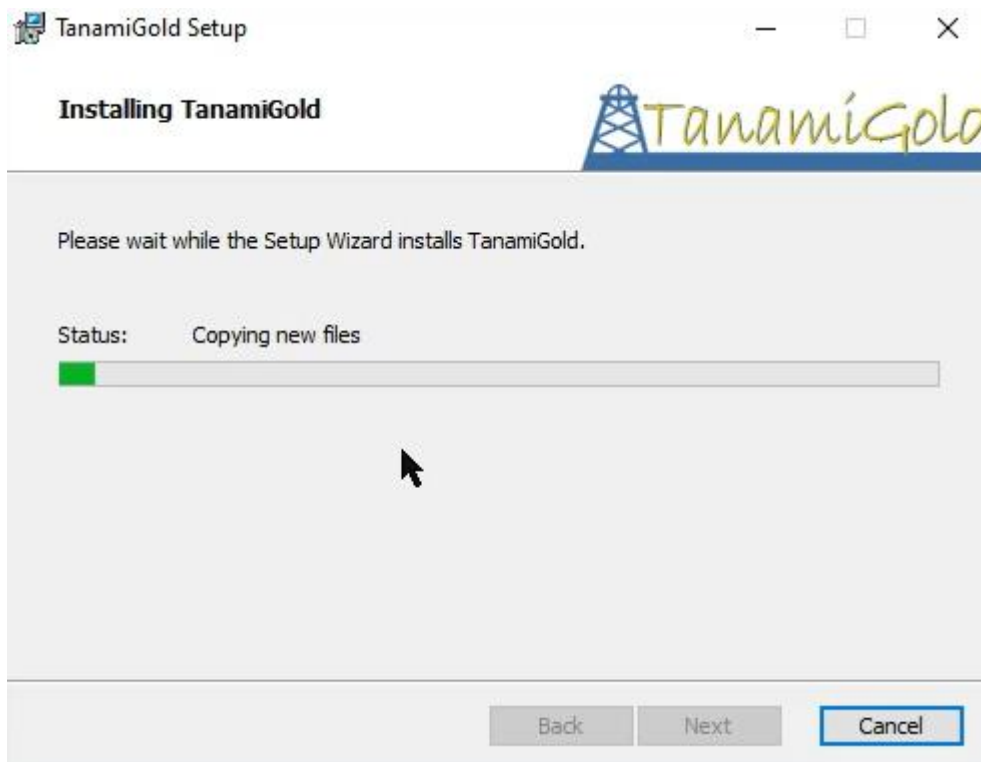 TanamiGold Setup
Installing TanamiGold
TanamiGold
Please wait while the Setup Wizard installs TanamiGold.
Status: Copying new files
Back Next Cancel